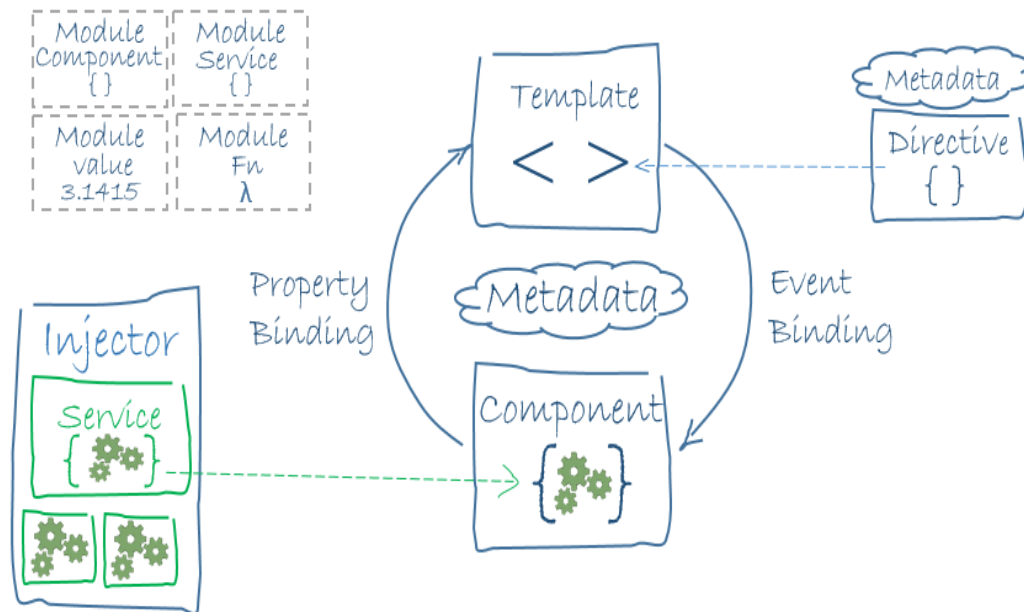 Module
Component
{ }
Module
Service
{ }
Module
value
3.1415
Module
Fn
λ
Template
< >
Metadata
Directive
{ }
Property
Binding
Metadata
Event
Binding
Injector
Service
{ }
Component
{ }